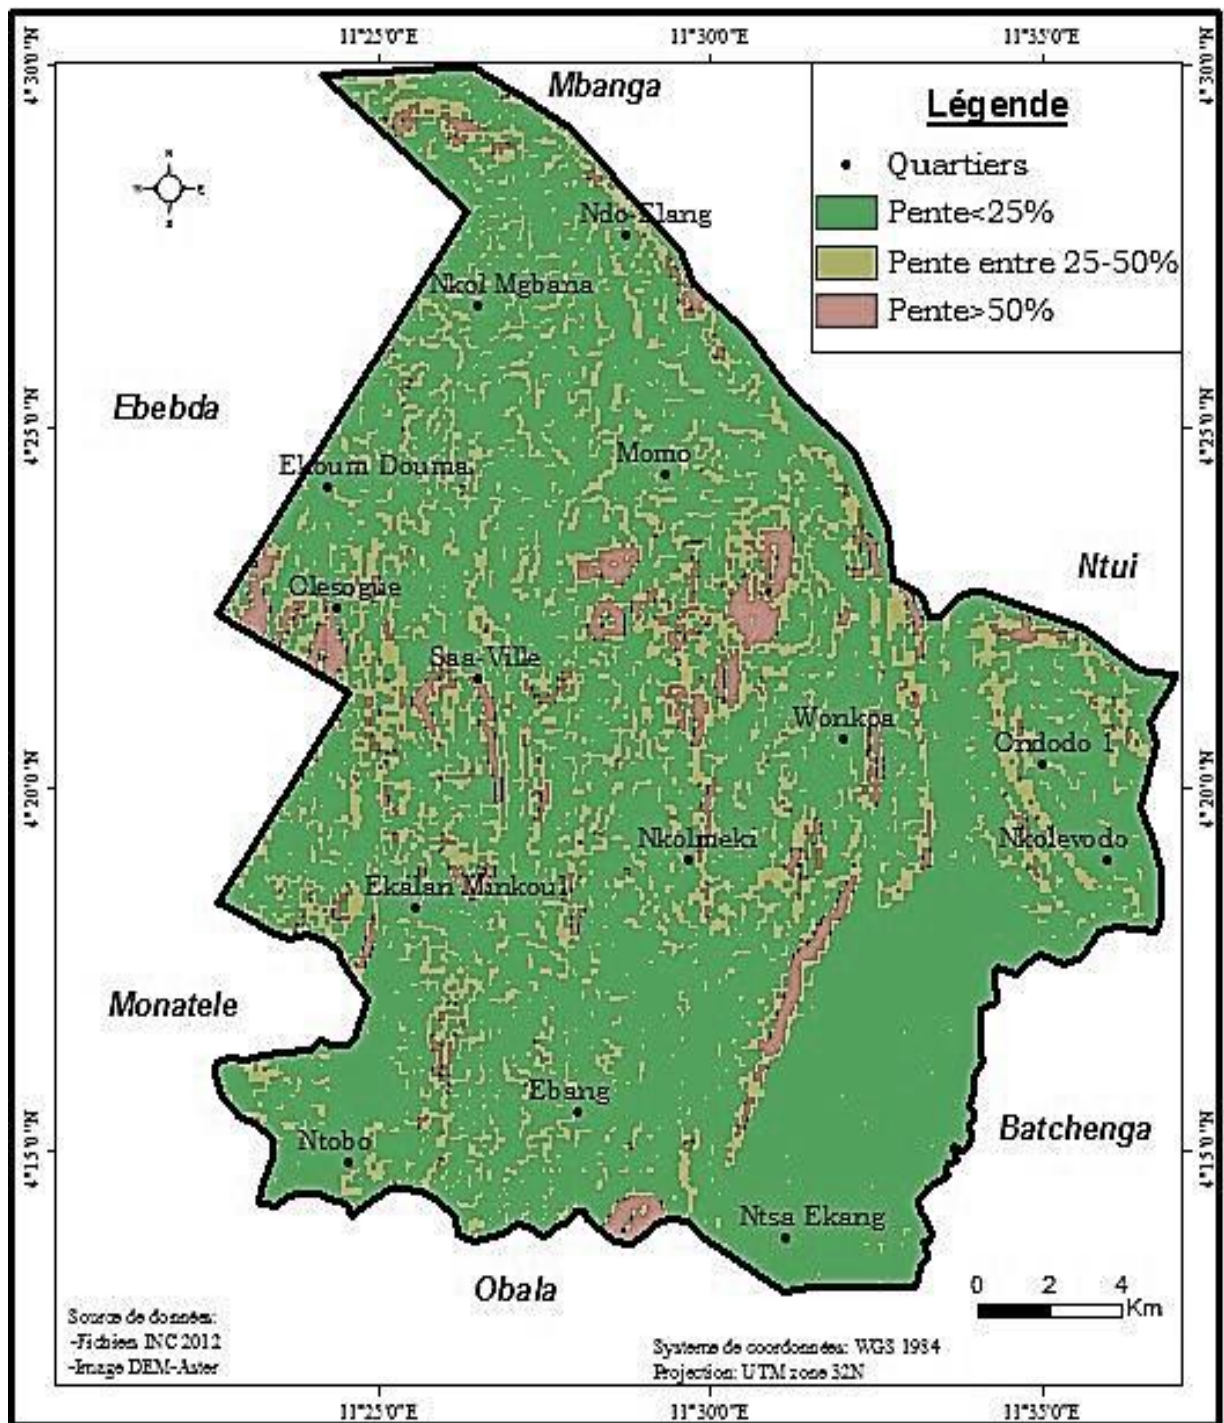 11°25'0"E 11°30'0"E 11°35'0"E
4°30'0"N 4°30'0"N
Mbanga
Légende
Quartiers
Pente<25%
Pente entre 25-50%
Pente>50%
N
Ndo-Elang
Nkol Mgbana
Ebebda
4°25'0"N 4°25'0"N
Momo
Ekoum Douma
Ntui
Olesogue
Saa-Ville
Wonkoa
Ondodo 1
4°20'0"N 4°20'0"N
Nkolmeki Nkolevodo
Ekalan Minkoul
Monatele
Ebang
Batchenga
Ntobo
4°15'0"N 4°15'0"N
Ntsa Ekang
Obala
0 2 4
Km
Source de données:
-Fichiers INC 2012
-Image DEM-Aster
Systeme de coordonnées: WGS 1984
Projection: UTM zone 32N
11°25'0"E 11°30'0"E 11°35'0"E